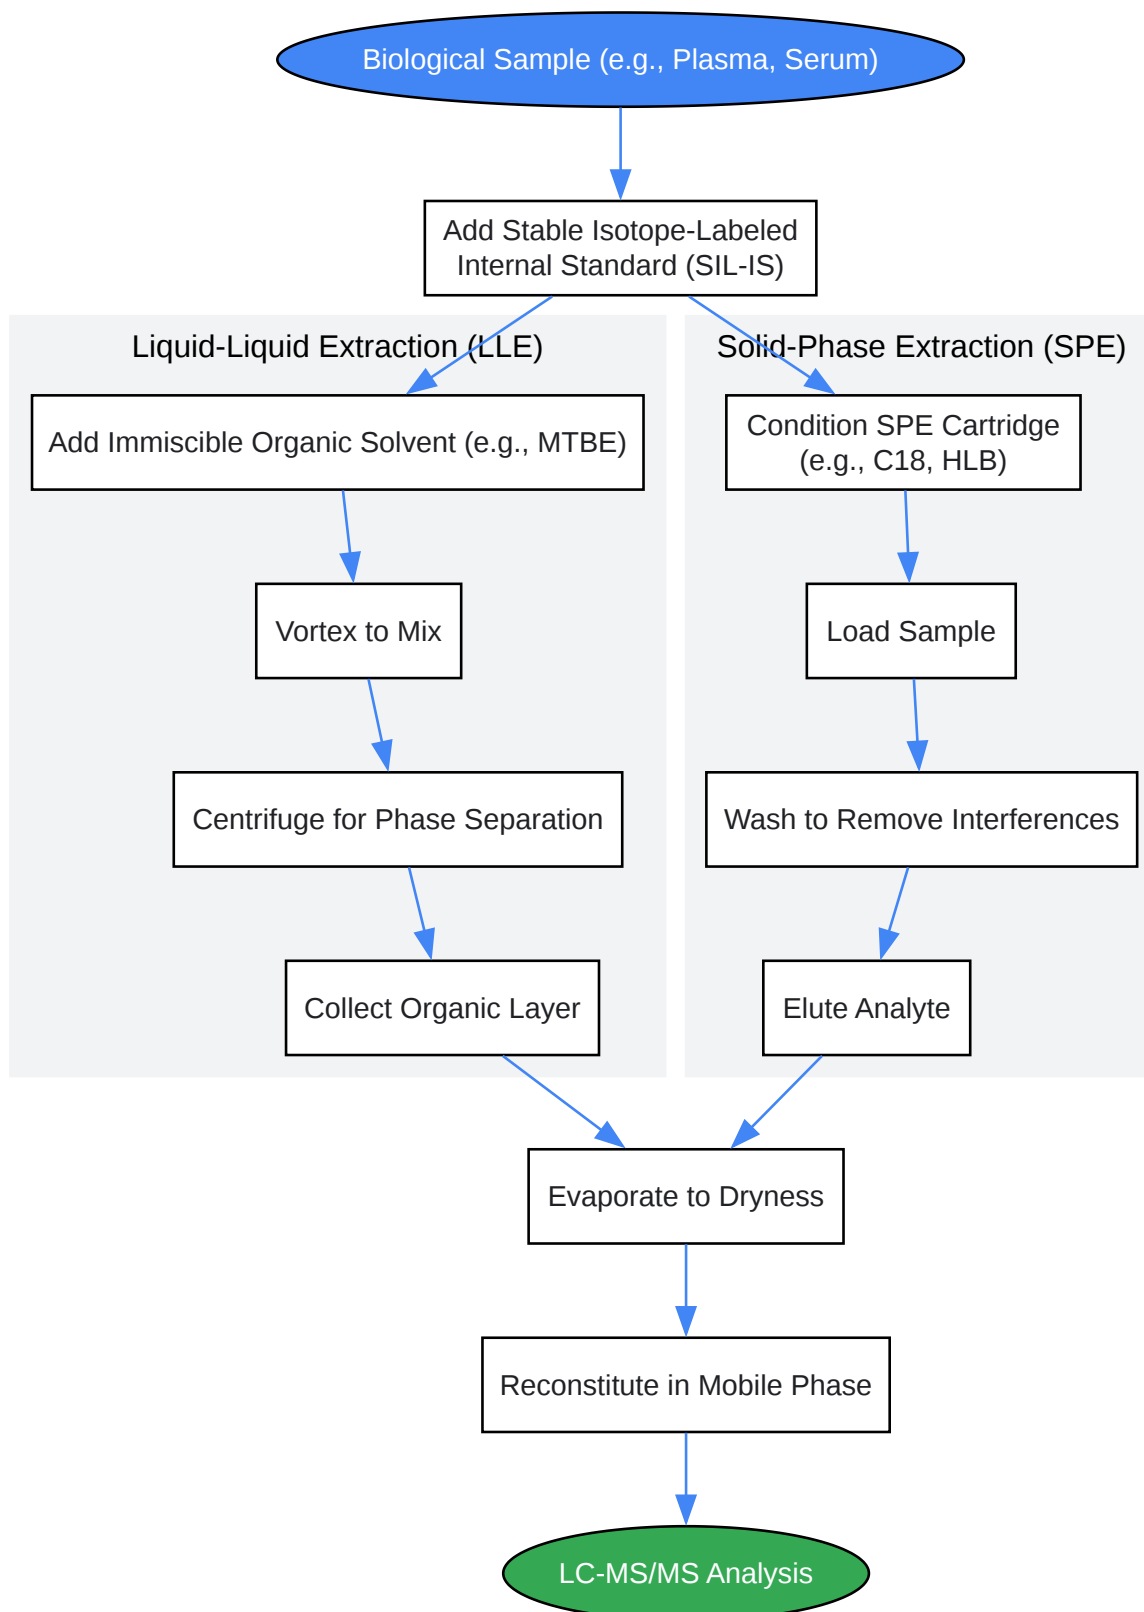 Biological Sample (e.g., Plasma, Serum)
Add Stable Isotope-Labeled
Internal Standard (SIL-IS)
Liquid-Liquid Extraction (LLE)
Add Immiscible Organic Solvent (e.g., MTBE)
Vortex to Mix
Centrifuge for Phase Separation
Collect Organic Layer
Solid-Phase Extraction (SPE)
Condition SPE Cartridge
(e.g., C18, HLB)
Load Sample
Wash to Remove Interferences
Elute Analyte
Evaporate to Dryness
Reconstitute in Mobile Phase
LC-MS/MS Analysis